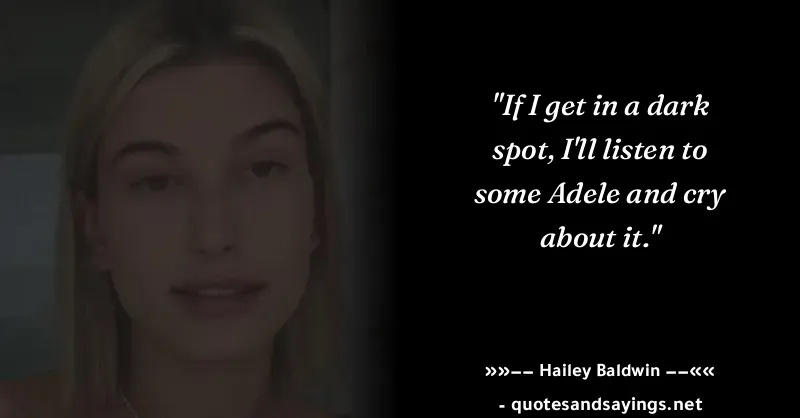 "If I get in a dark
spot, I'll listen to
some Adele and cry
about it."
»»–– Hailey Baldwin ––««
- quotesandsayings.net